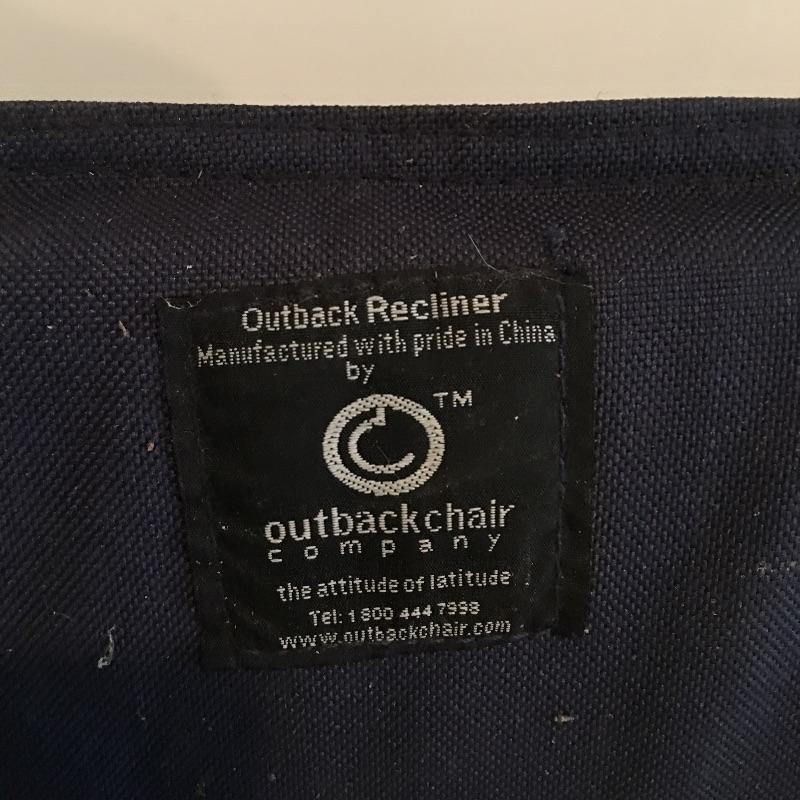 Outback Recliner
Manufactured with pride in China
by
TM
outbackchair
company
the attitude of latitude
Tel: 1 800 444 7998
www.outbackchair.com